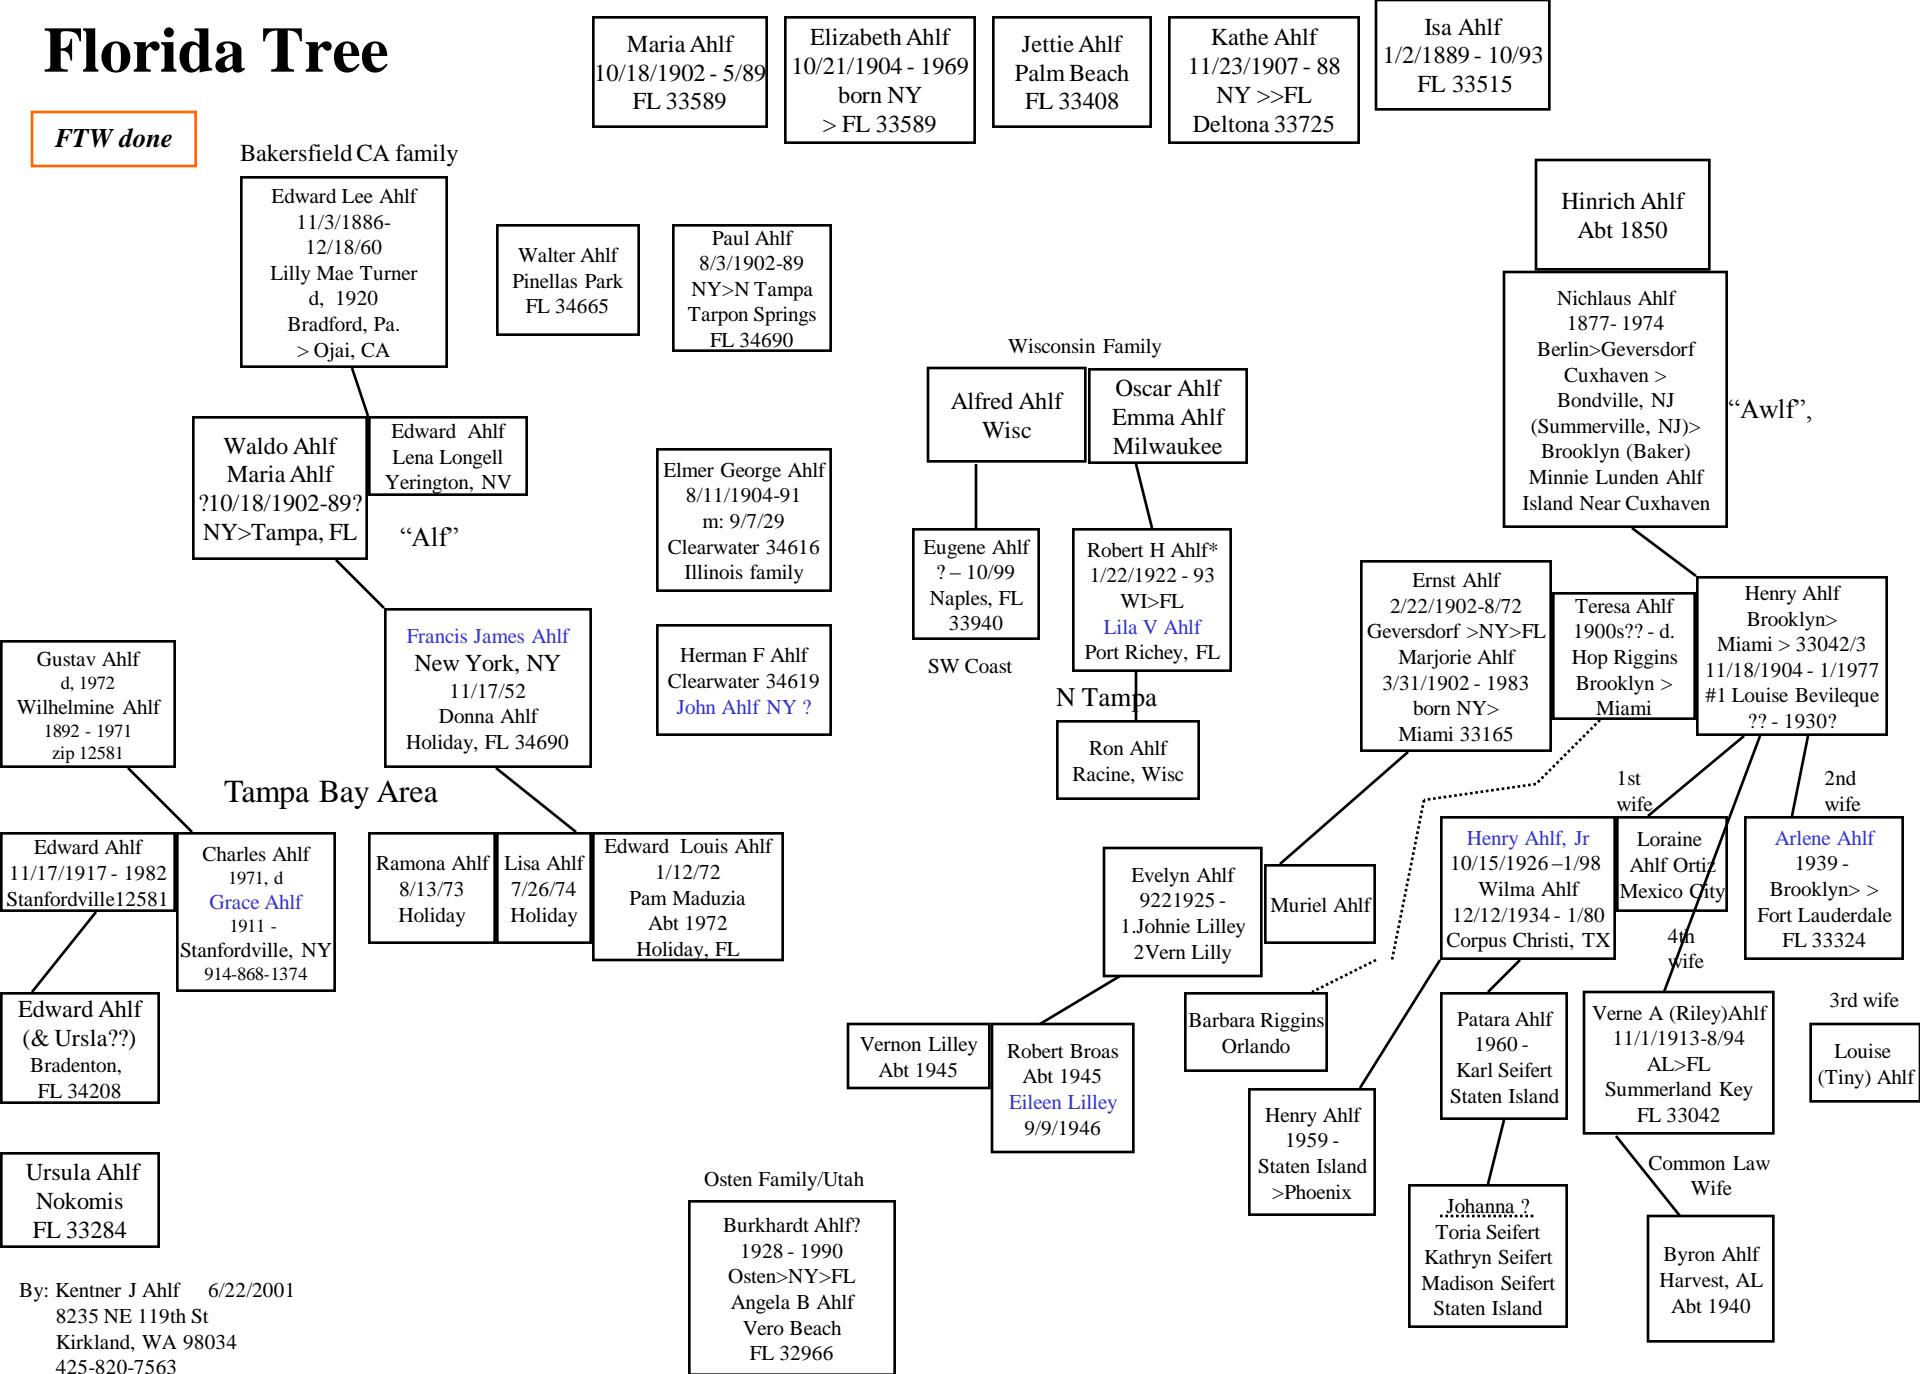 Florida Tree
FTW done
Maria Ahlf
10/18/1902 - 5/89
FL 33589
Elizabeth Ahlf
10/21/1904 - 1969
born NY
> FL 33589
Jettie Ahlf
Palm Beach
FL 33408
Kathe Ahlf
11/23/1907 - 88
NY >>FL
Deltona 33725
Isa Ahlf
1/2/1889 - 10/93
FL 33515
Bakersfield CA family
Edward Lee Ahlf
11/3/1886-
12/18/60
Lilly Mae Turner
d, 1920
Bradford, Pa.
> Ojai, CA
Walter Ahlf
Pinellas Park
FL 34665
Paul Ahlf
8/3/1902-89
NY>N Tampa
Tarpon Springs
FL 34690
Hinrich Ahlf
Abt 1850
Nichlaus Ahlf
1877- 1974
Berlin>Geversdorf
Cuxhaven >
Bondville, NJ
(Summerville, NJ)>
Brooklyn (Baker)
Minnie Lunden Ahlf
Island Near Cuxhaven
“Awlf”,
Wisconsin Family
Alfred Ahlf
Wisc
Oscar Ahlf
Emma Ahlf
Milwaukee
Waldo Ahlf
Maria Ahlf
?10/18/1902-89?
NY>Tampa, FL
Edward Ahlf
Lena Longell
Yerington, NV
“Alf”
Elmer George Ahlf
8/11/1904-91
m: 9/7/29
Clearwater 34616
Illinois family
Eugene Ahlf
? – 10/99
Naples, FL
33940
SW Coast
Robert H Ahlf*
1/22/1922 - 93
WI>FL
Lila V Ahlf
Port Richey, FL
N Tampa
Ron Ahlf
Racine, Wisc
Ernst Ahlf
2/22/1902-8/72
Geversdorf >NY>FL
Marjorie Ahlf
3/31/1902 - 1983
born NY>
Miami 33165
Teresa Ahlf
1900s?? - d.
Hop Riggins
Brooklyn >
Miami
Henry Ahlf
Brooklyn>
Miami > 33042/3
11/18/1904 - 1/1977
#1 Louise Bevileque
?? - 1930?
Gustav Ahlf
d, 1972
Wilhelmine Ahlf
1892 - 1971
zip 12581
Francis James Ahlf
New York, NY
11/17/52
Donna Ahlf
Holiday, FL 34690
Herman F Ahlf
Clearwater 34619
John Ahlf NY ?
Tampa Bay Area
1st
wife
2nd
wife
Edward Ahlf
11/17/1917 - 1982
Stanfordville12581
Charles Ahlf
1971, d
Grace Ahlf
1911 -
Stanfordville, NY
914-868-1374
Ramona Ahlf
8/13/73
Holiday
Lisa Ahlf
7/26/74
Holiday
Edward Louis Ahlf
1/12/72
Pam Maduzia
Abt 1972
Holiday, FL
Evelyn Ahlf
9221925 -
1.Johnie Lilley
2Vern Lilly
Muriel Ahlf
Henry Ahlf, Jr
10/15/1926 –1/98
Wilma Ahlf
12/12/1934 - 1/80
Corpus Christi, TX
Loraine
Ahlf Ortiz
Mexico City
Arlene Ahlf
1939 -
Brooklyn> >
Fort Lauderdale
FL 33324
4th
wife
3rd wife
Edward Ahlf
(& Ursla??)
Bradenton,
FL 34208
Vernon Lilley
Abt 1945
Robert Broas
Abt 1945
Eileen Lilley
9/9/1946
Barbara Riggins
Orlando
Henry Ahlf
1959 -
Staten Island
>Phoenix
Patara Ahlf
1960 -
Karl Seifert
Staten Island
Verne A (Riley)Ahlf
11/1/1913-8/94
AL>FL
Summerland Key
FL 33042
Louise
(Tiny) Ahlf
Common Law
Wife
Ursula Ahlf
Nokomis
FL 33284
Osten Family/Utah
Burkhardt Ahlf?
1928 - 1990
Osten>NY>FL
Angela B Ahlf
Vero Beach
FL 32966
Johanna ?
Toria Seifert
Kathryn Seifert
Madison Seifert
Staten Island
Byron Ahlf
Harvest, AL
Abt 1940
By: Kentner J Ahlf 6/22/2001
8235 NE 119th St
Kirkland, WA 98034
425-820-7563